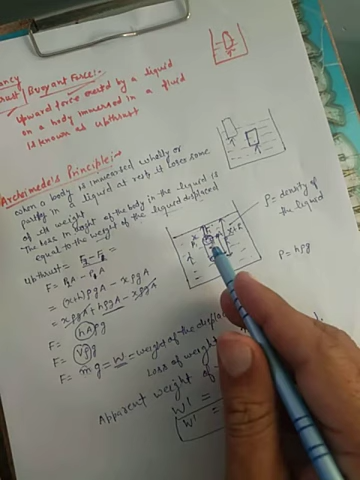 Buoyant Force:-
Upward force exerted by a liquid
on a body immersed in a fluid
is known as upthrust
Archeimede's Principle:-
when a body is immersed wholly or
partly in a liquid at rest it loses some
of its weight
The lose in weight of the body in the liquid is
equal to the weight of the liquid displaced
Upthrust = F₂ - F₁ =
F = P₂A - P₁A
= (x+h)ρgA - xρgA
= xρgA + hρgA - xρgA
F = hAρg
F = Vρg
F = mg = W = weight of the
Loss of weight
Apparent weight of
W' =
W' =
ρ = density of
the liquid
P = hρg